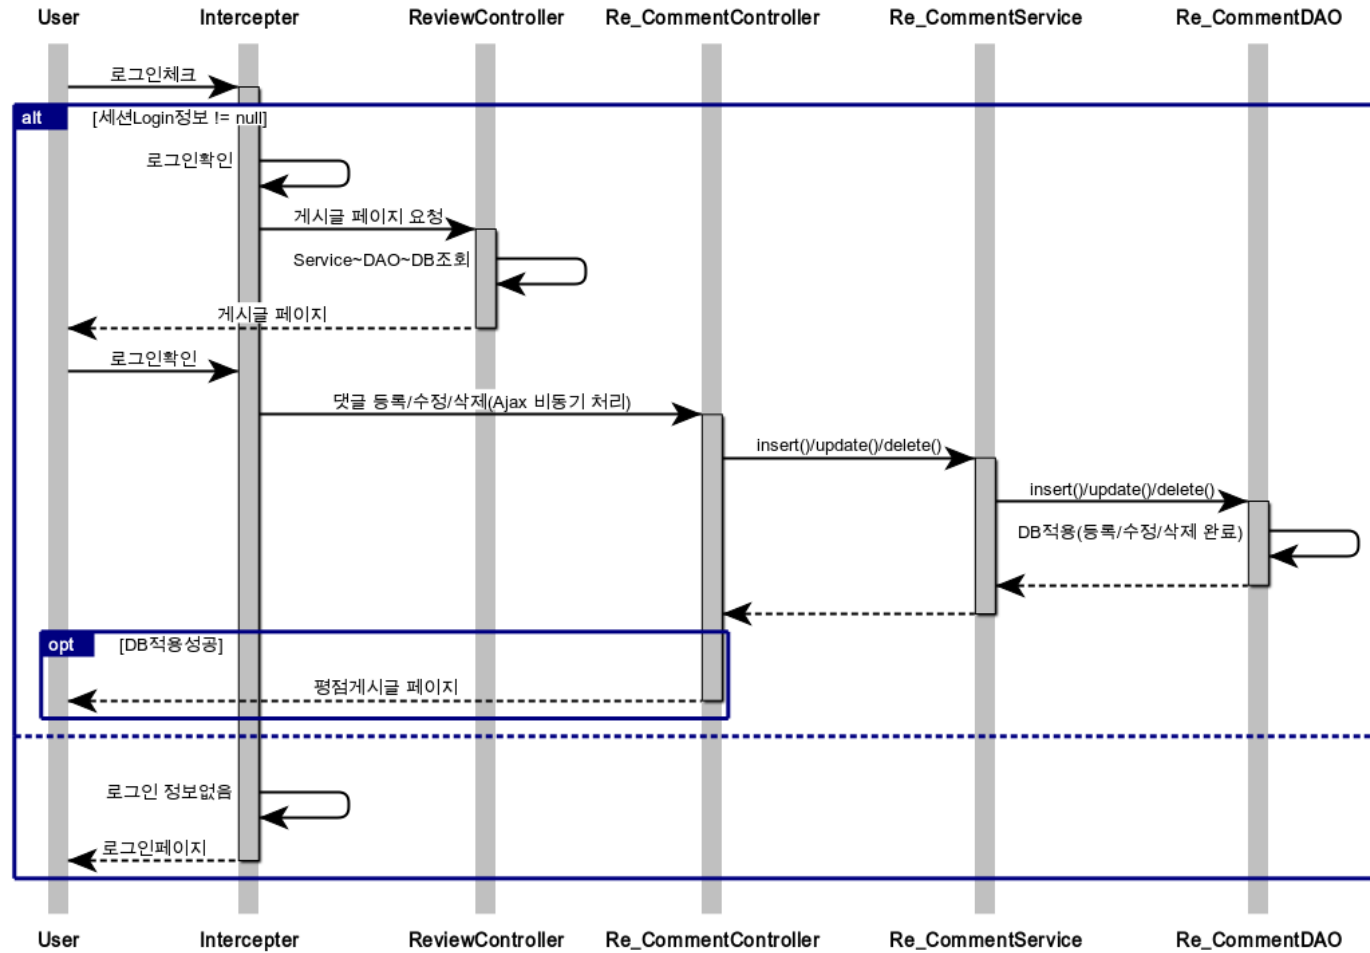 User Intercepter ReviewController Re_CommentController Re_CommentService Re_CommentDAO
로그인체크
alt [세션Login정보 != null]
로그인확인
게시글 페이지 요청
Service~DAO~DB조회
게시글 페이지
로그인확인
댓글 등록/수정/삭제(Ajax 비동기 처리)
insert()/update()/delete()
insert()/update()/delete()
DB적용(등록/수정/삭제 완료)
opt [DB적용성공]
평점게시글 페이지
로그인 정보없음
로그인페이지
User Intercepter ReviewController Re_CommentController Re_CommentService Re_CommentDAO